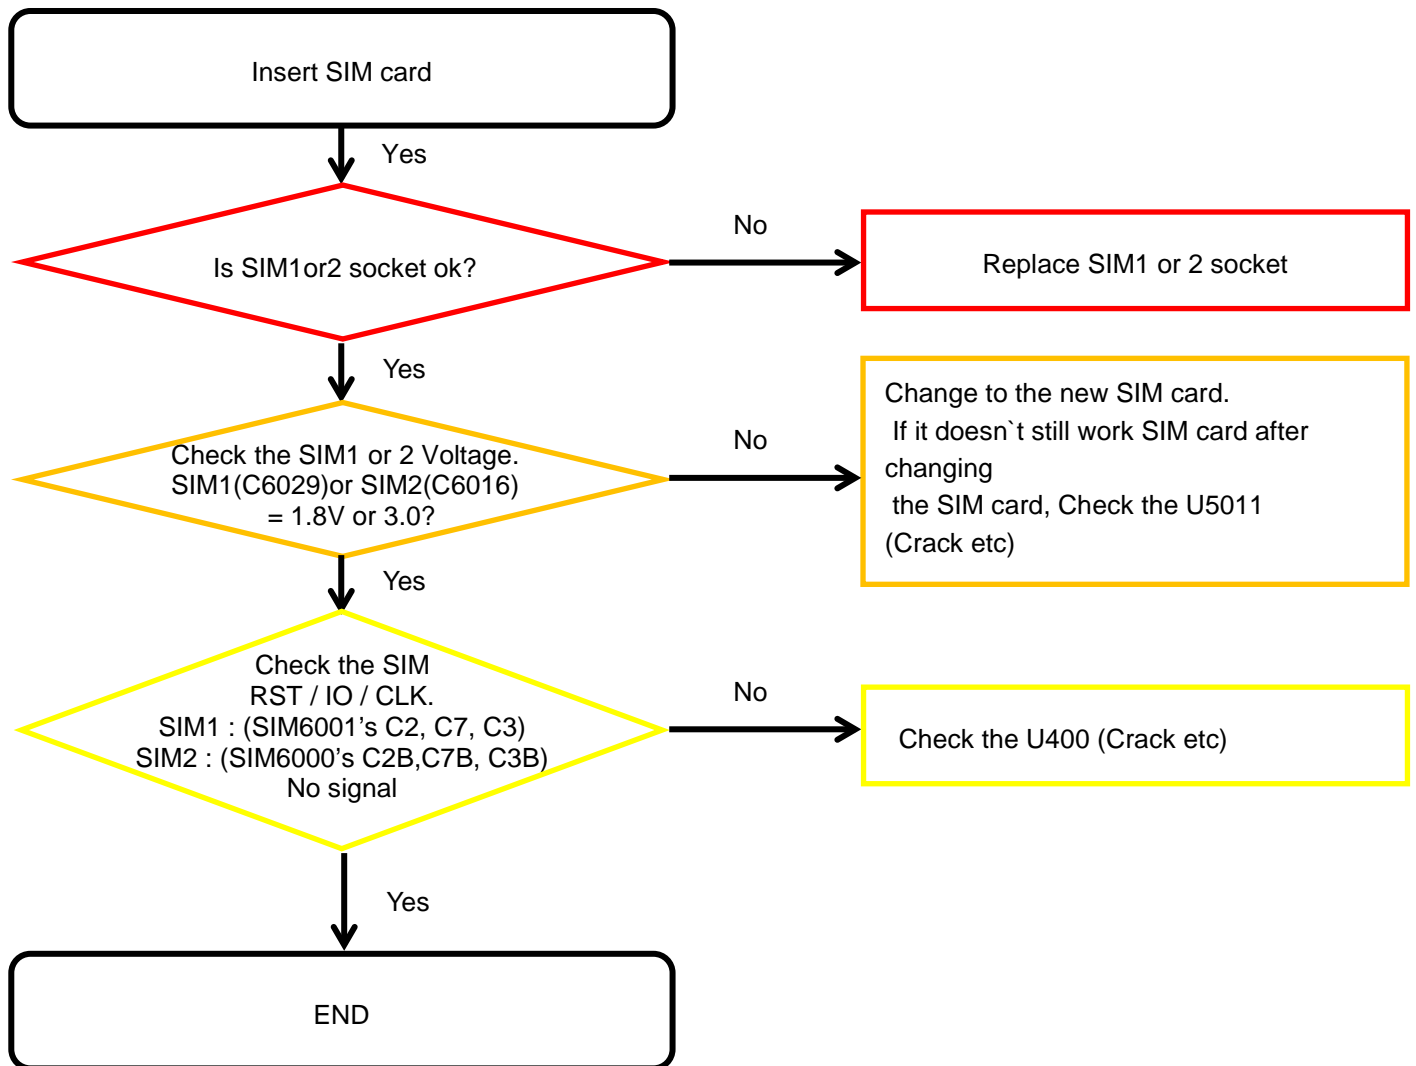 Insert SIM card
Yes
Is SIM1or2 socket ok?
No
Replace SIM1 or 2 socket
Yes
Check the SIM1 or 2 Voltage.
SIM1(C6029)or SIM2(C6016)
= 1.8V or 3.0?
No
Change to the new SIM card.
If it doesn`t still work SIM card after
changing
the SIM card, Check the U5011
(Crack etc)
Yes
Check the SIM
RST / IO / CLK.
SIM1 : (SIM6001’s C2, C7, C3)
SIM2 : (SIM6000’s C2B,C7B, C3B)
No signal
No
Check the U400 (Crack etc)
Yes
END